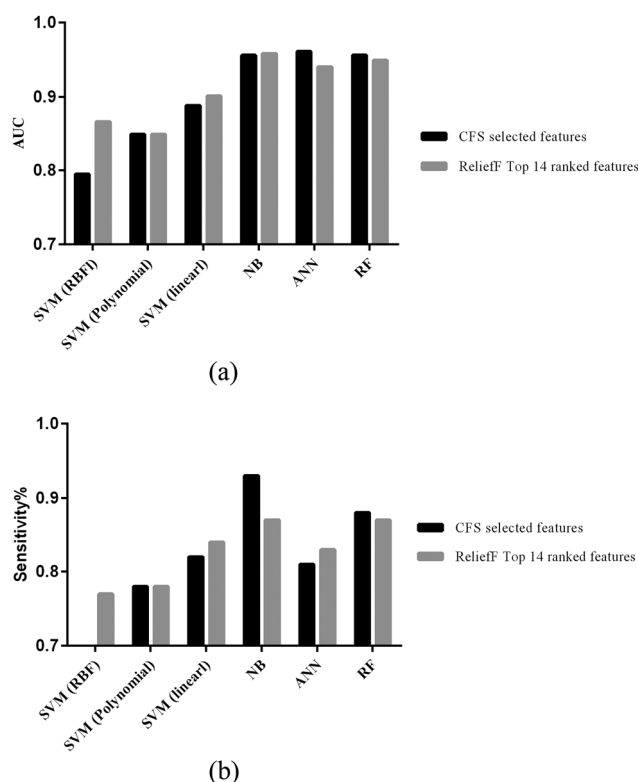 1.0
0.9
0.8
0.7
AUC
SVM (RBFl)
SVM (Polynomial)
SVM (linearl)
NB
ANN
RF
CFS selected features
ReliefF Top 14 ranked features
(a)
1.0
0.9
0.8
0.7
Sensitivity%
SVM (RBF)
SVM (Polynomial)
SVM (linearl)
NB
ANN
RF
CFS selected features
ReliefF Top 14 ranked features
(b)